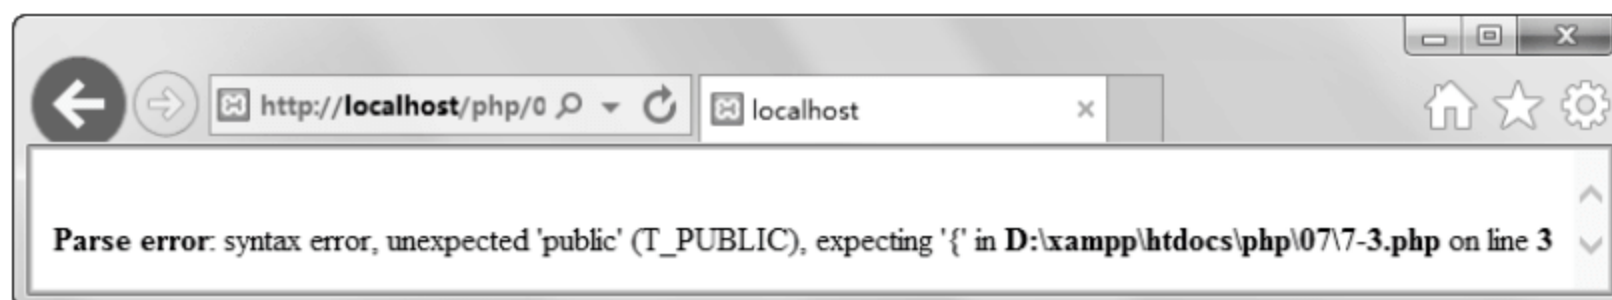 http://localhost/php/0
localhost
Parse error: syntax error, unexpected 'public' (T_PUBLIC), expecting '{' in D:\xampp\htdocs\php\07\7-3.php on line 3